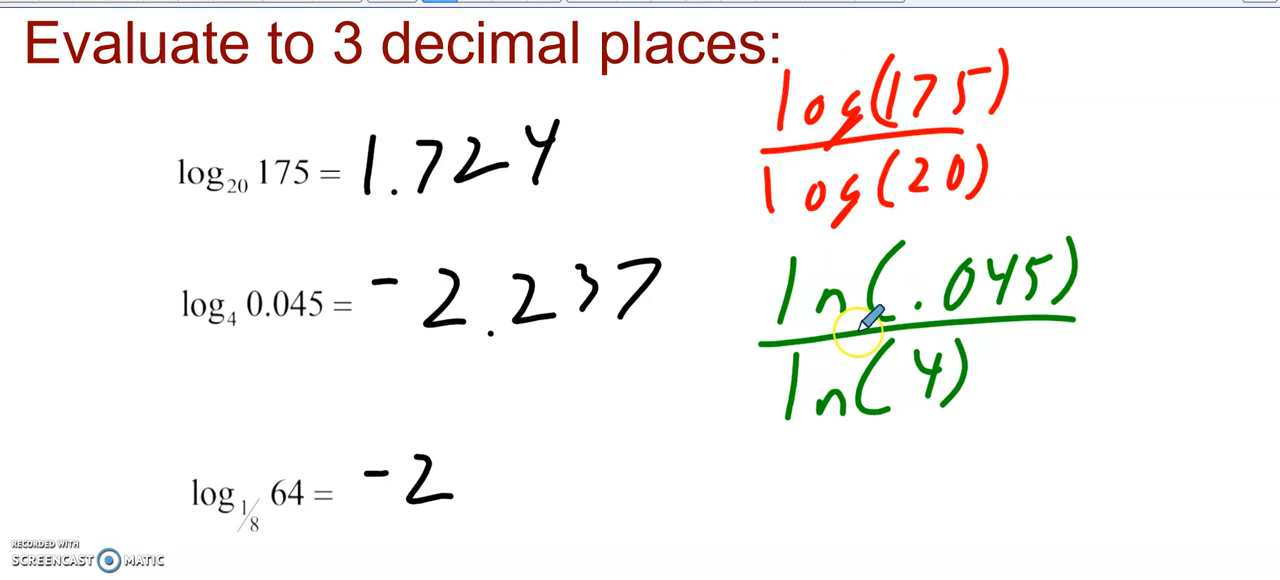 Evaluate to 3 decimal places:
log(175)
log₂₀ 175 = 1.724
log(20)
ln(.045)
log₄ 0.045 = -2.237
ln(4)
log₁/₈ 64 = -2
RECORDED WITH
SCREENCAST MATIC